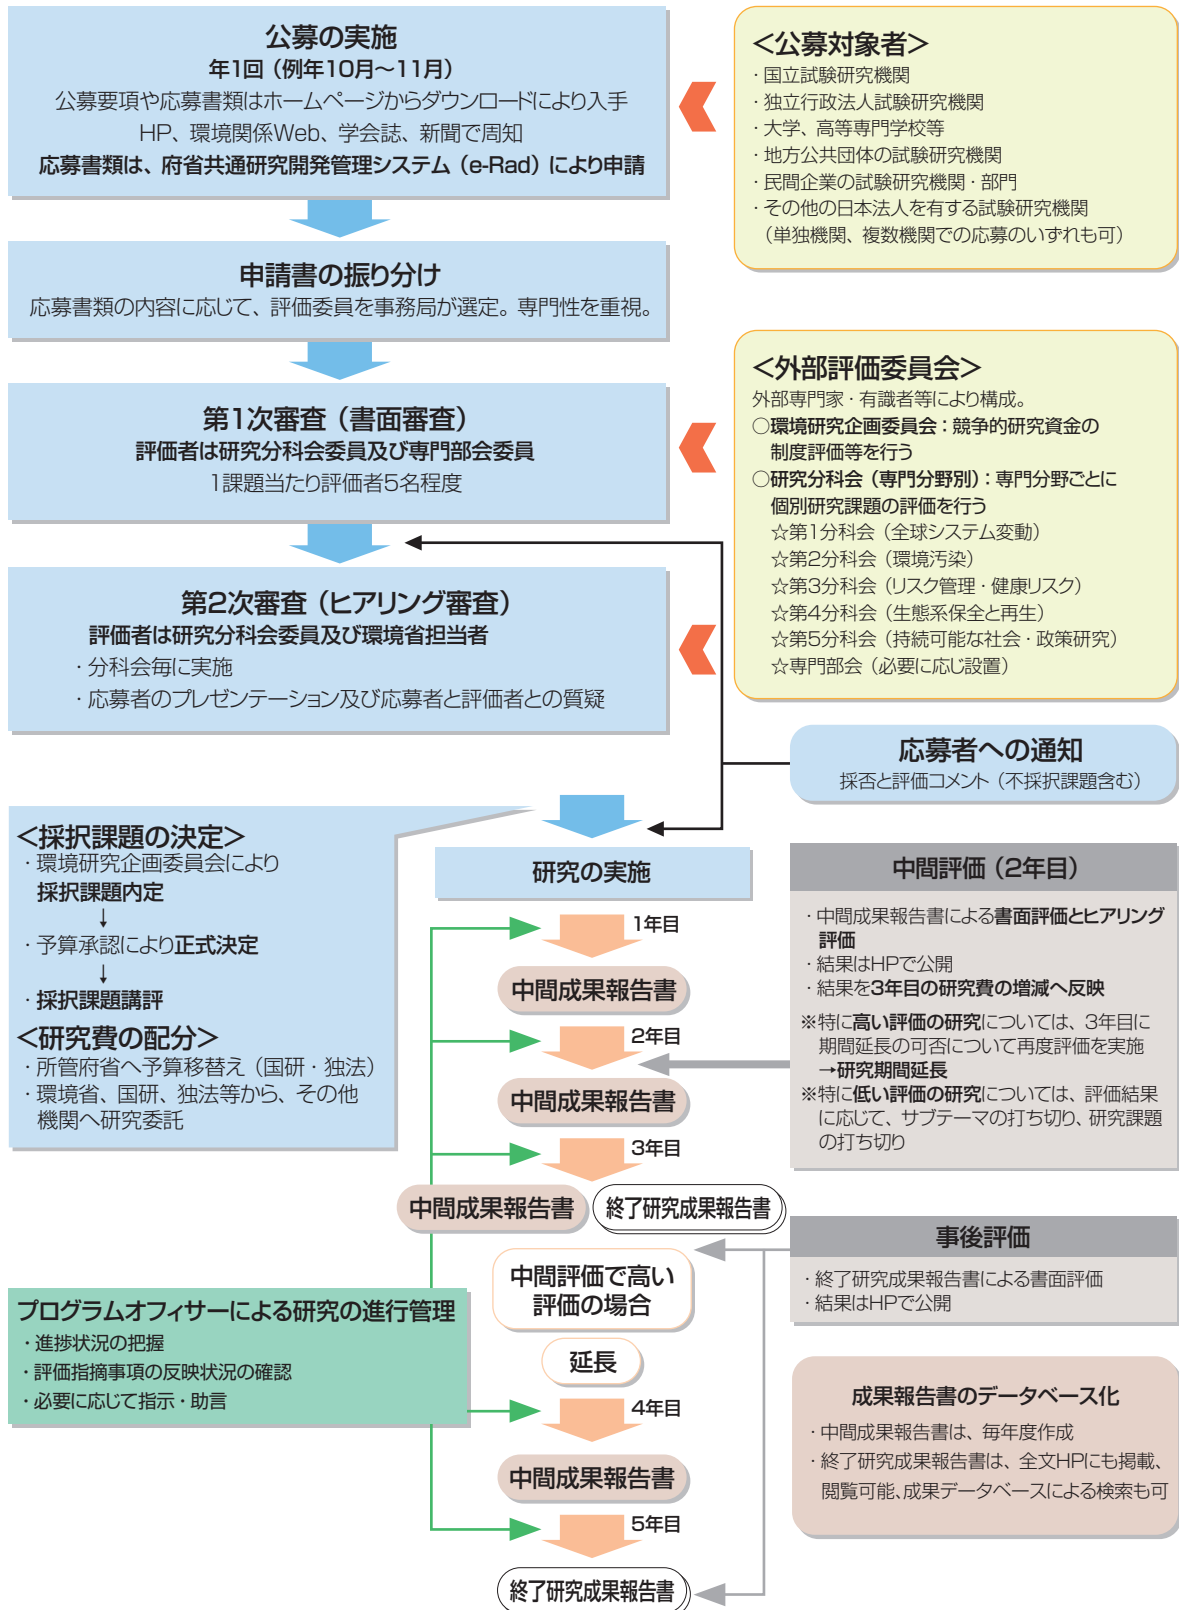 公募の実施
年1回（例年10月～11月）
公募要項や応募書類はホームページからダウンロードにより入手
HP、環境関係Web、学会誌、新聞で周知
応募書類は、府省共通研究開発管理システム（e-Rad）により申請
＜公募対象者＞
・国立試験研究機関
・独立行政法人試験研究機関
・大学、高等専門学校等
・地方公共団体の試験研究機関
・民間企業の試験研究機関・部門
・その他の日本法人を有する試験研究機関
（単独機関、複数機関での応募のいずれも可）
申請書の振り分け
応募書類の内容に応じて、評価委員を事務局が選定。専門性を重視。
第1次審査（書面審査）
評価者は研究分科会委員及び専門部会委員
1課題当たり評価者5名程度
＜外部評価委員会＞
外部専門家・有識者等により構成。
○環境研究企画委員会：競争的研究資金の
制度評価等を行う
○研究分科会（専門分野別）：専門分野ごとに
個別研究課題の評価を行う
☆第1分科会（全球システム変動）
☆第2分科会（環境汚染）
☆第3分科会（リスク管理・健康リスク）
☆第4分科会（生態系保全と再生）
☆第5分科会（持続可能な社会・政策研究）
☆専門部会（必要に応じ設置）
第2次審査（ヒアリング審査）
評価者は研究分科会委員及び環境省担当者
・分科会毎に実施
・応募者のプレゼンテーション及び応募者と評価者との質疑
応募者への通知
採否と評価コメント（不採択課題含む）
＜採択課題の決定＞
・環境研究企画委員会により
採択課題内定
↓
・予算承認により正式決定
↓
・採択課題講評
＜研究費の配分＞
・所管府省へ予算移替え（国研・独法）
・環境省、国研、独法等から、その他
機関へ研究委託
研究の実施
1年目
中間成果報告書
2年目
中間成果報告書
3年目
中間成果報告書
終了研究成果報告書
中間評価（2年目）
・中間成果報告書による書面評価とヒアリング
評価
・結果はHPで公開
・結果を3年目の研究費の増減へ反映
※特に高い評価の研究については、3年目に
期間延長の可否について再度評価を実施
→研究期間延長
※特に低い評価の研究については、評価結果
に応じて、サブテーマの打ち切り、研究課題
の打ち切り
中間評価で高い
評価の場合
延長
事後評価
・終了研究成果報告書による書面評価
・結果はHPで公開
プログラムオフィサーによる研究の進行管理
・進捗状況の把握
・評価指摘事項の反映状況の確認
・必要に応じて指示・助言
4年目
中間成果報告書
5年目
終了研究成果報告書
成果報告書のデータベース化
・中間成果報告書は、毎年度作成
・終了研究成果報告書は、全文HPにも掲載、
閲覧可能、成果データベースによる検索も可